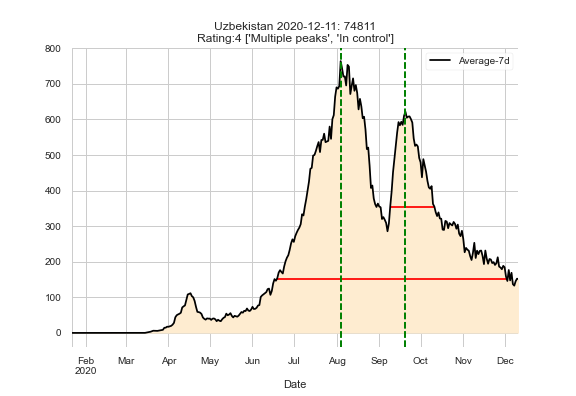 Uzbekistan 2020-12-11: 74811
Rating:4 ['Multiple peaks', 'In control']
Average-7d
800
700
600
500
400
300
200
100
0
Feb Mar Apr May Jun Jul Aug Sep Oct Nov Dec
2020
Date